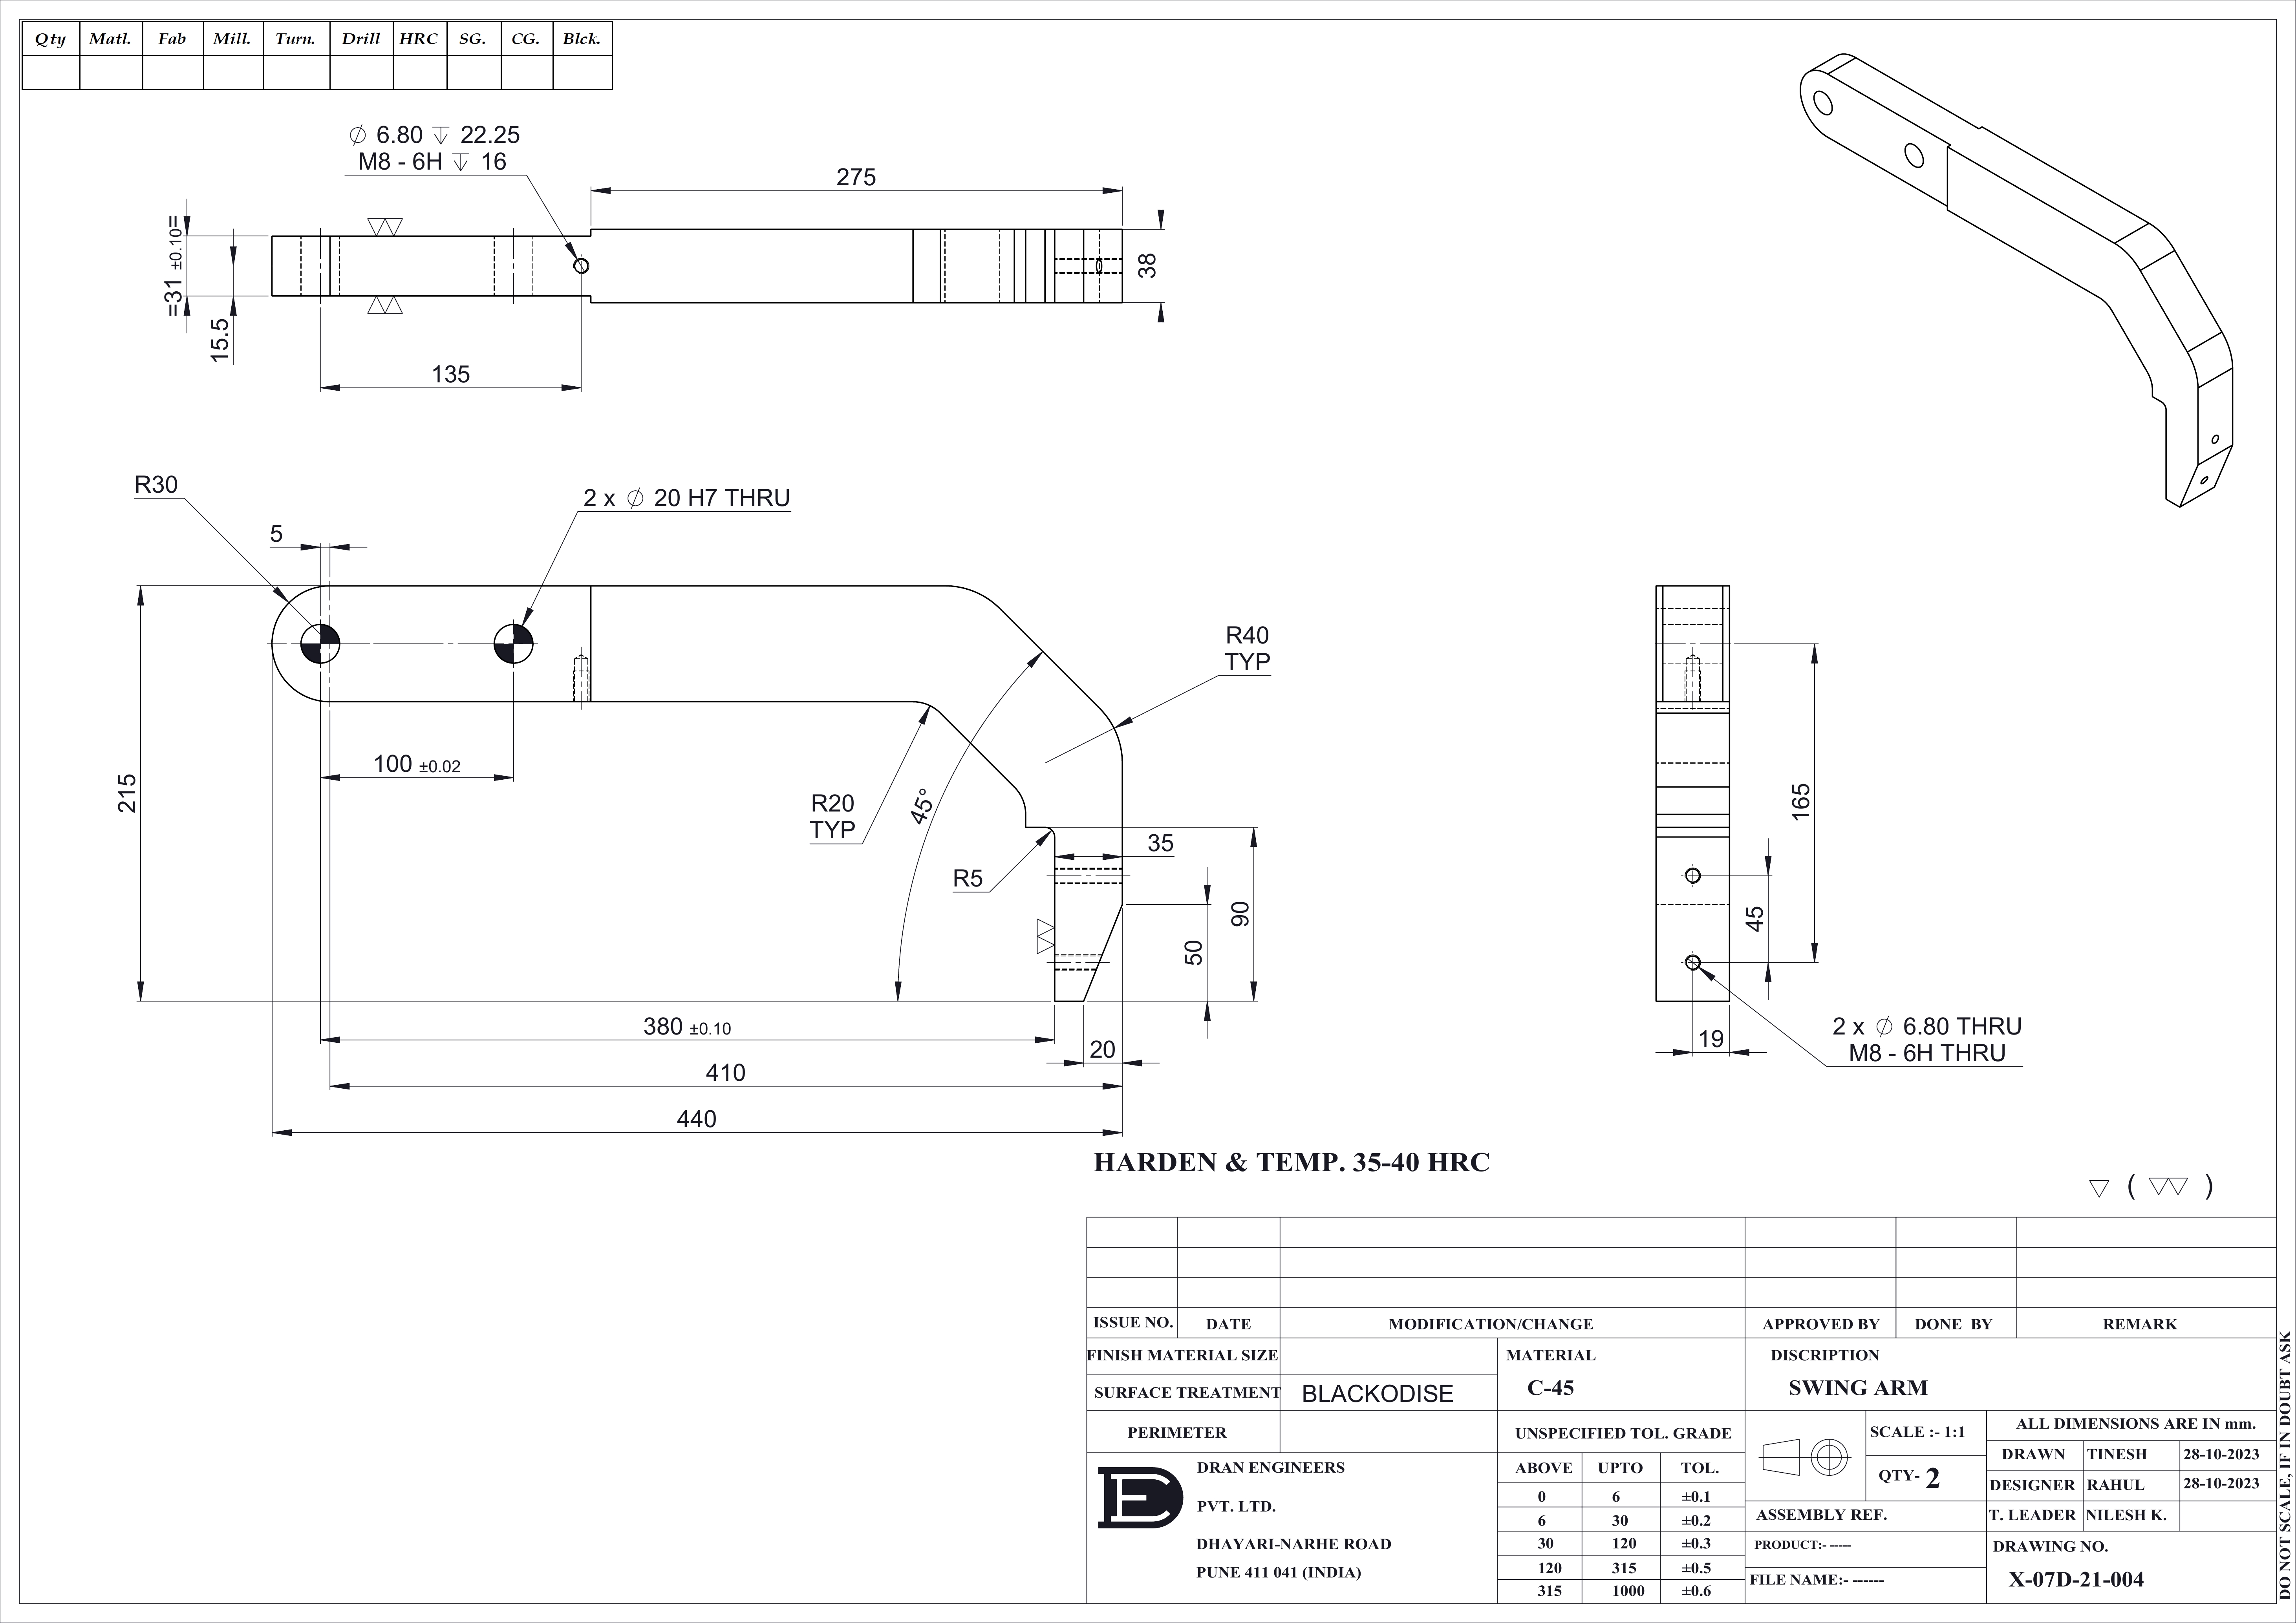 Qty Matl. Fab Mill. Turn. Drill HRC SG. CG. Blck.
∅ 6.80 ↧ 22.25
M8 - 6H ↧ 16
275
=31 ±0.10=
15.5
38
135
R30
5
2 x ∅ 20 H7 THRU
R40
TYP
100 ±0.02
215
R20
TYP
45°
R5
35
90
50
165
45
380 ±0.10
20
410
440
19
2 x ∅ 6.80 THRU
M8 - 6H THRU
HARDEN & TEMP. 35-40 HRC
▽ ( ▽▽ )
ISSUE NO. DATE MODIFICATION/CHANGE APPROVED BY DONE BY REMARK
FINISH MATERIAL SIZE
MATERIAL
C-45
DISCRIPTION
SWING ARM
SURFACE TREATMENT BLACKODISE
PERIMETER
UNSPECIFIED TOL. GRADE
ABOVE UPTO TOL.
0 6 ±0.1
6 30 ±0.2
30 120 ±0.3
120 315 ±0.5
315 1000 ±0.6
DE
DRAN ENGINEERS
PVT. LTD.
DHAYARI-NARHE ROAD
PUNE 411 041 (INDIA)
SCALE :- 1:1
QTY- 2
ALL DIMENSIONS ARE IN mm.
DRAWN TINESH 28-10-2023
DESIGNER RAHUL 28-10-2023
T. LEADER NILESH K.
ASSEMBLY REF.
PRODUCT:- -----
FILE NAME:- ------
DRAWING NO.
X-07D-21-004
DO NOT SCALE, IF IN DOUBT ASK